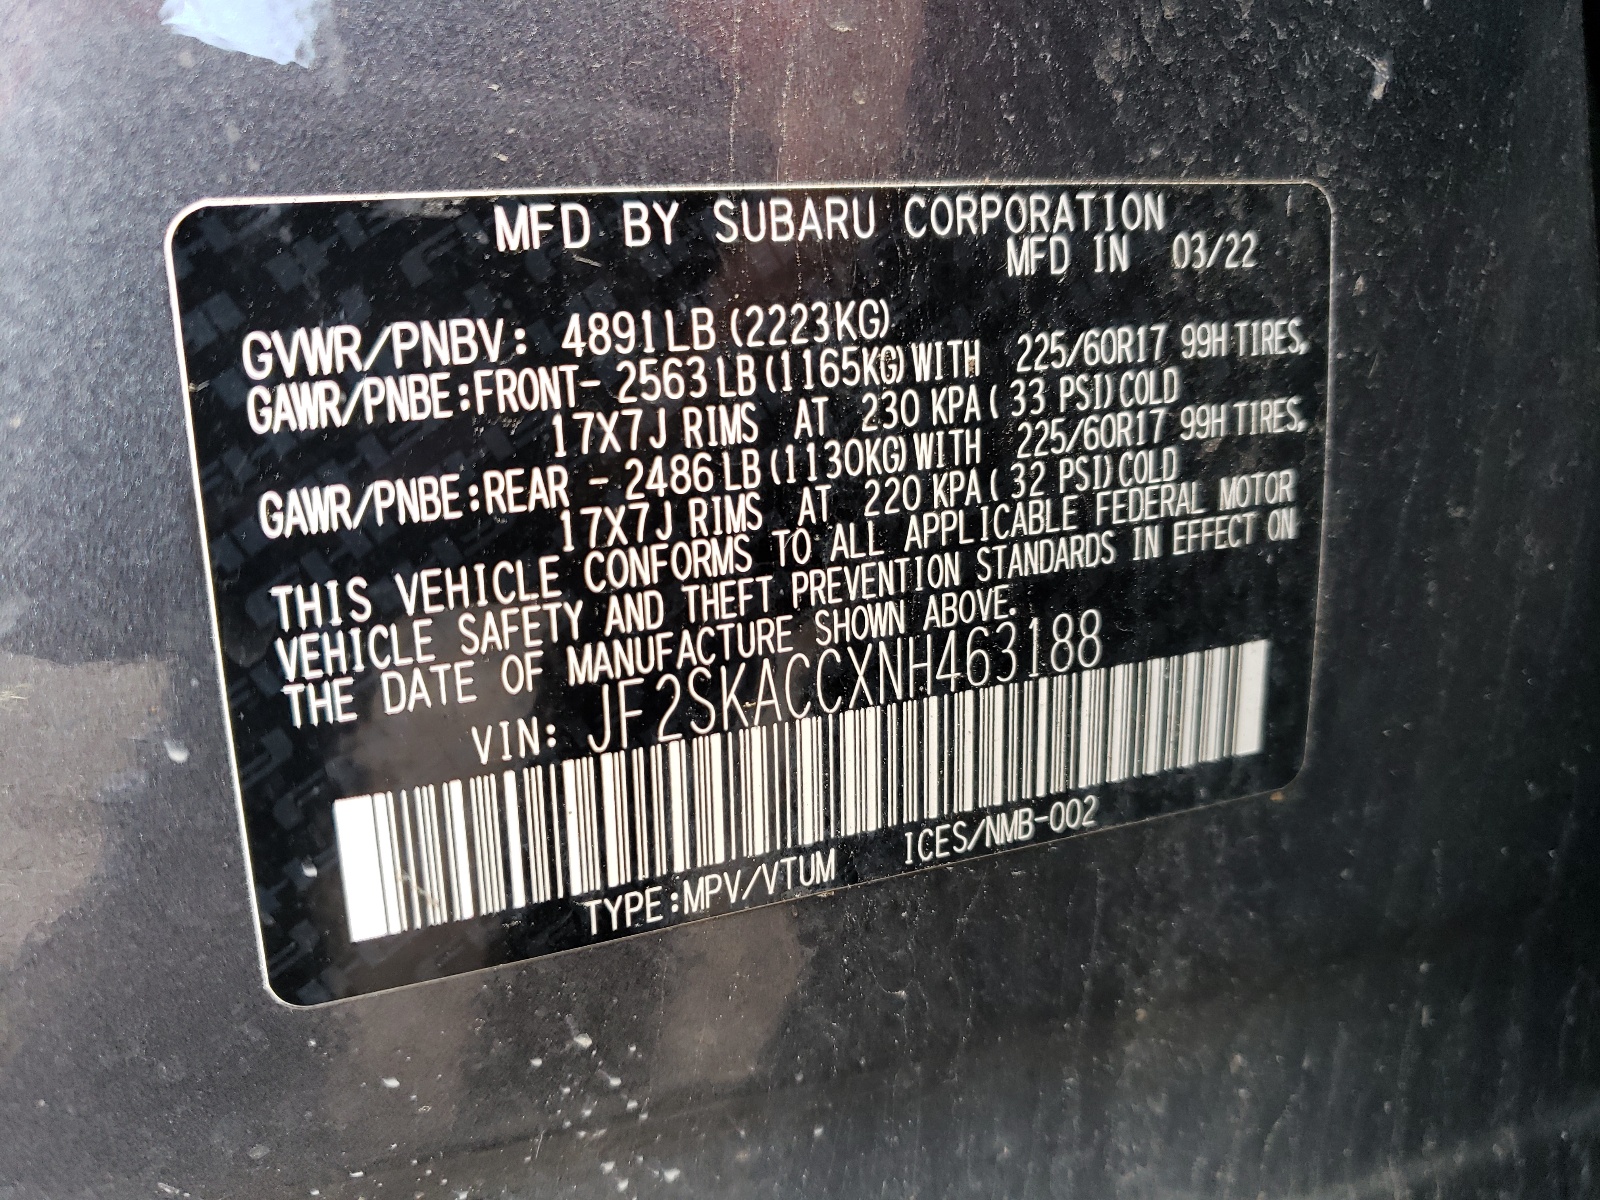 MFD BY SUBARU CORPORATION
MFD IN 03/22
GVWR/PNBV: 4891LB (2223KG)
GAWR/PNBE:FRONT- 2563LB(1165KG)WITH 225/60R17 99H TIRES,
17X7J RIMS AT 230 KPA( 33 PSI)COLD
GAWR/PNBE:REAR - 2486LB(1130KG)WITH 225/60R17 99H TIRES,
17X7J RIMS AT 220 KPA( 32 PSI)COLD
THIS VEHICLE CONFORMS TO ALL APPLICABLE FEDERAL MOTOR
VEHICLE SAFETY AND THEFT PREVENTION STANDARDS IN EFFECT ON
THE DATE OF MANUFACTURE SHOWN ABOVE.
VIN: JF2SKACCXNH463188
TYPE:MPV/VTUM ICES/NMB-002